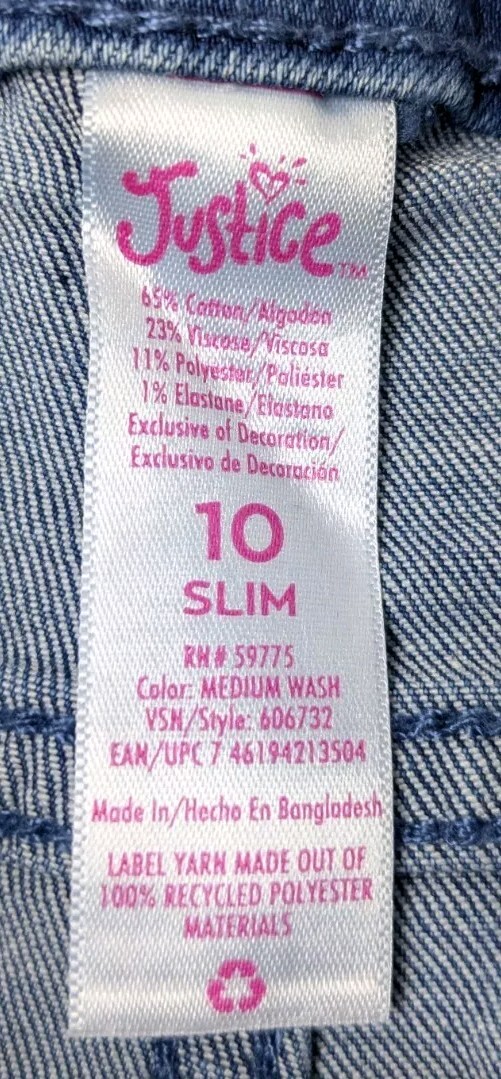 Justice™
65% Cotton/Algodon
23% Viscose/Viscosa
11% Polyester/Poliester
1% Elastane/Elastano
Exclusive of Decoration/
Exclusivo de Decoración
10
SLIM
RN# 59775
Color: MEDIUM WASH
VSN/Style: 606732
EAN/UPC 7 46194213504
Made In/Hecho En Bangladesh
LABEL YARN MADE OUT OF
100% RECYCLED POLYESTER
MATERIALS